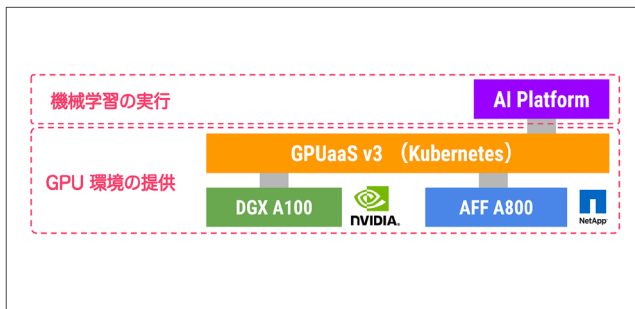 機械学習の実行
AI Platform
GPUaaS v3 （Kubernetes）
GPU 環境の提供
DGX A100
NVIDIA.
AFF A800
NetApp